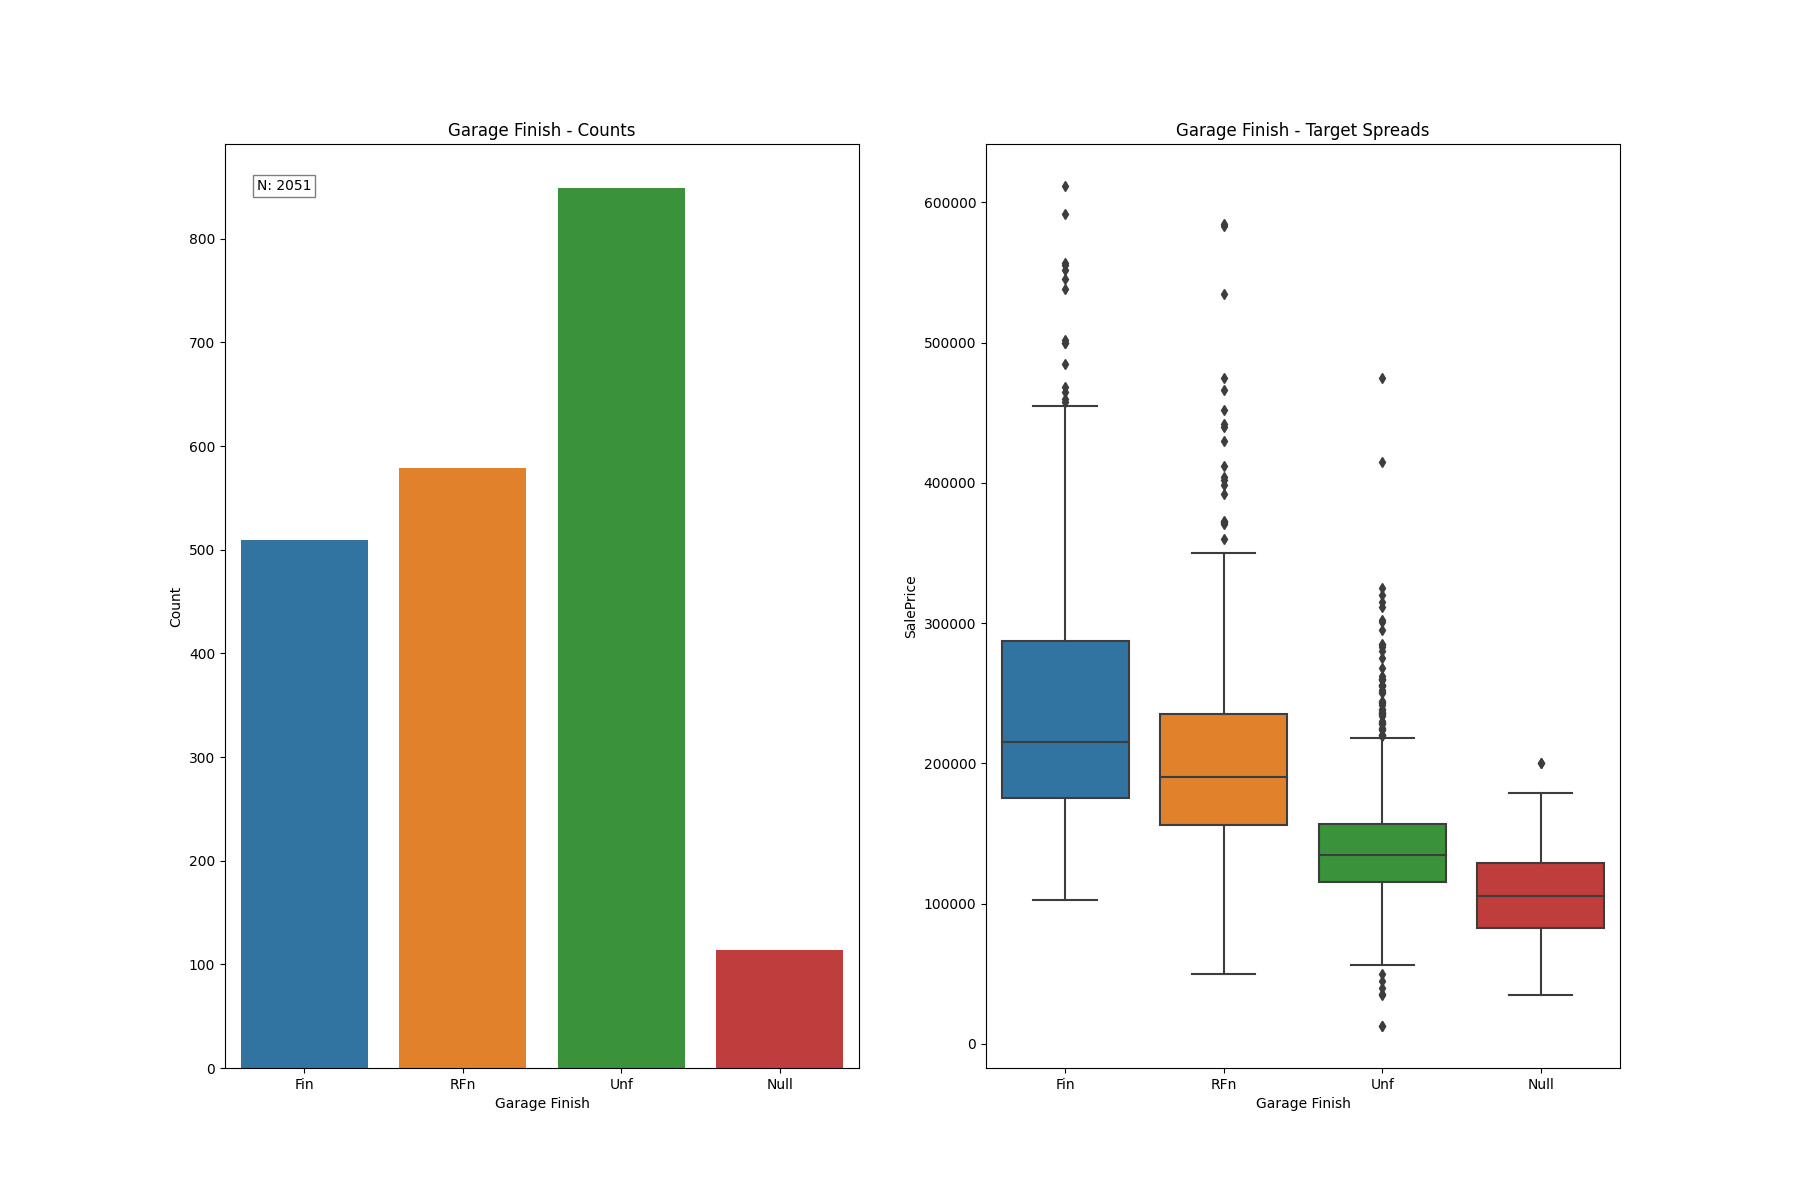 Garage Finish - Counts
N: 2051
800
700
600
500
400
300
200
100
0
Count
Fin RFn Unf Null
Garage Finish
Garage Finish - Target Spreads
600000
500000
400000
300000
200000
100000
0
SalePrice
Fin RFn Unf Null
Garage Finish